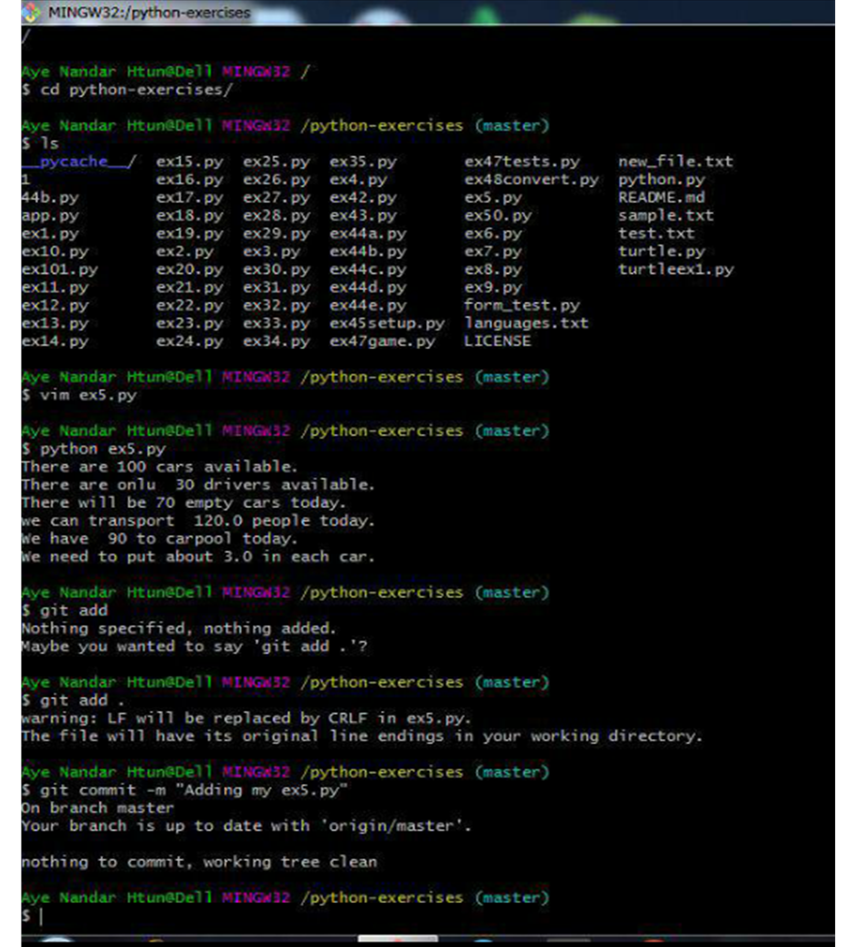 MINGW32:/python-exercises
/
Aye Nandar Htun@Dell MINGW32 /
$ cd python-exercises/
Aye Nandar Htun@Dell MINGW32 /python-exercises (master)
$ ls
__pycache__/ ex15.py ex25.py ex35.py ex47tests.py new_file.txt
1 ex16.py ex26.py ex4.py ex48convert.py python.py
44b.py ex17.py ex27.py ex42.py ex5.py README.md
app.py ex18.py ex28.py ex43.py ex50.py sample.txt
ex1.py ex19.py ex29.py ex44a.py ex6.py test.txt
ex10.py ex2.py ex3.py ex44b.py ex7.py turtle.py
ex101.py ex20.py ex30.py ex44c.py ex8.py turtleex1.py
ex11.py ex21.py ex31.py ex44d.py ex9.py
ex12.py ex22.py ex32.py ex44e.py form_test.py
ex13.py ex23.py ex33.py ex45setup.py languages.txt
ex14.py ex24.py ex34.py ex47game.py LICENSE
Aye Nandar Htun@Dell MINGW32 /python-exercises (master)
$ vim ex5.py
Aye Nandar Htun@Dell MINGW32 /python-exercises (master)
$ python ex5.py
There are 100 cars available.
There are onlu  30 drivers available.
There will be 70 empty cars today.
we can transport  120.0 people today.
We have  90 to carpool today.
We need to put about 3.0 in each car.
Aye Nandar Htun@Dell MINGW32 /python-exercises (master)
$ git add
Nothing specified, nothing added.
Maybe you wanted to say 'git add .'?
Aye Nandar Htun@Dell MINGW32 /python-exercises (master)
$ git add .
warning: LF will be replaced by CRLF in ex5.py.
The file will have its original line endings in your working directory.
Aye Nandar Htun@Dell MINGW32 /python-exercises (master)
$ git commit -m "Adding my ex5.py"
On branch master
Your branch is up to date with 'origin/master'.
nothing to commit, working tree clean
Aye Nandar Htun@Dell MINGW32 /python-exercises (master)
$